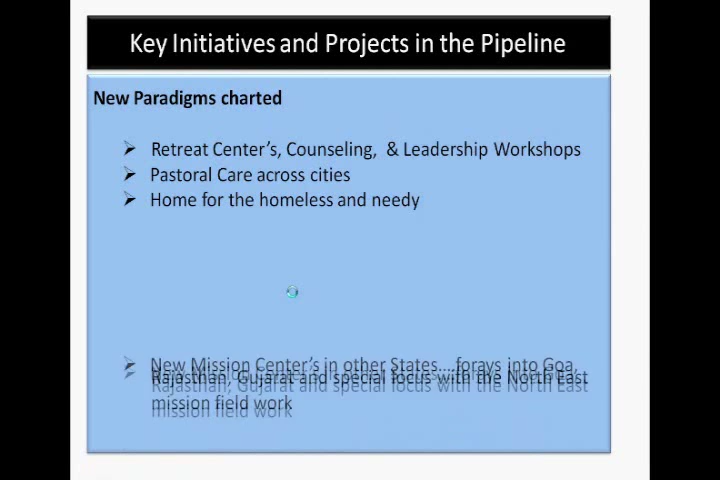 Key Initiatives and Projects in the Pipeline
New Paradigms charted
➢ Retreat Center's, Counseling, & Leadership Workshops
➢ Pastoral Care across cities
➢ Home for the homeless and needy
➢ New Mission Center's in other States....forays into Goa,
Rajasthan, Gujarat and special focus with the North East
mission field work